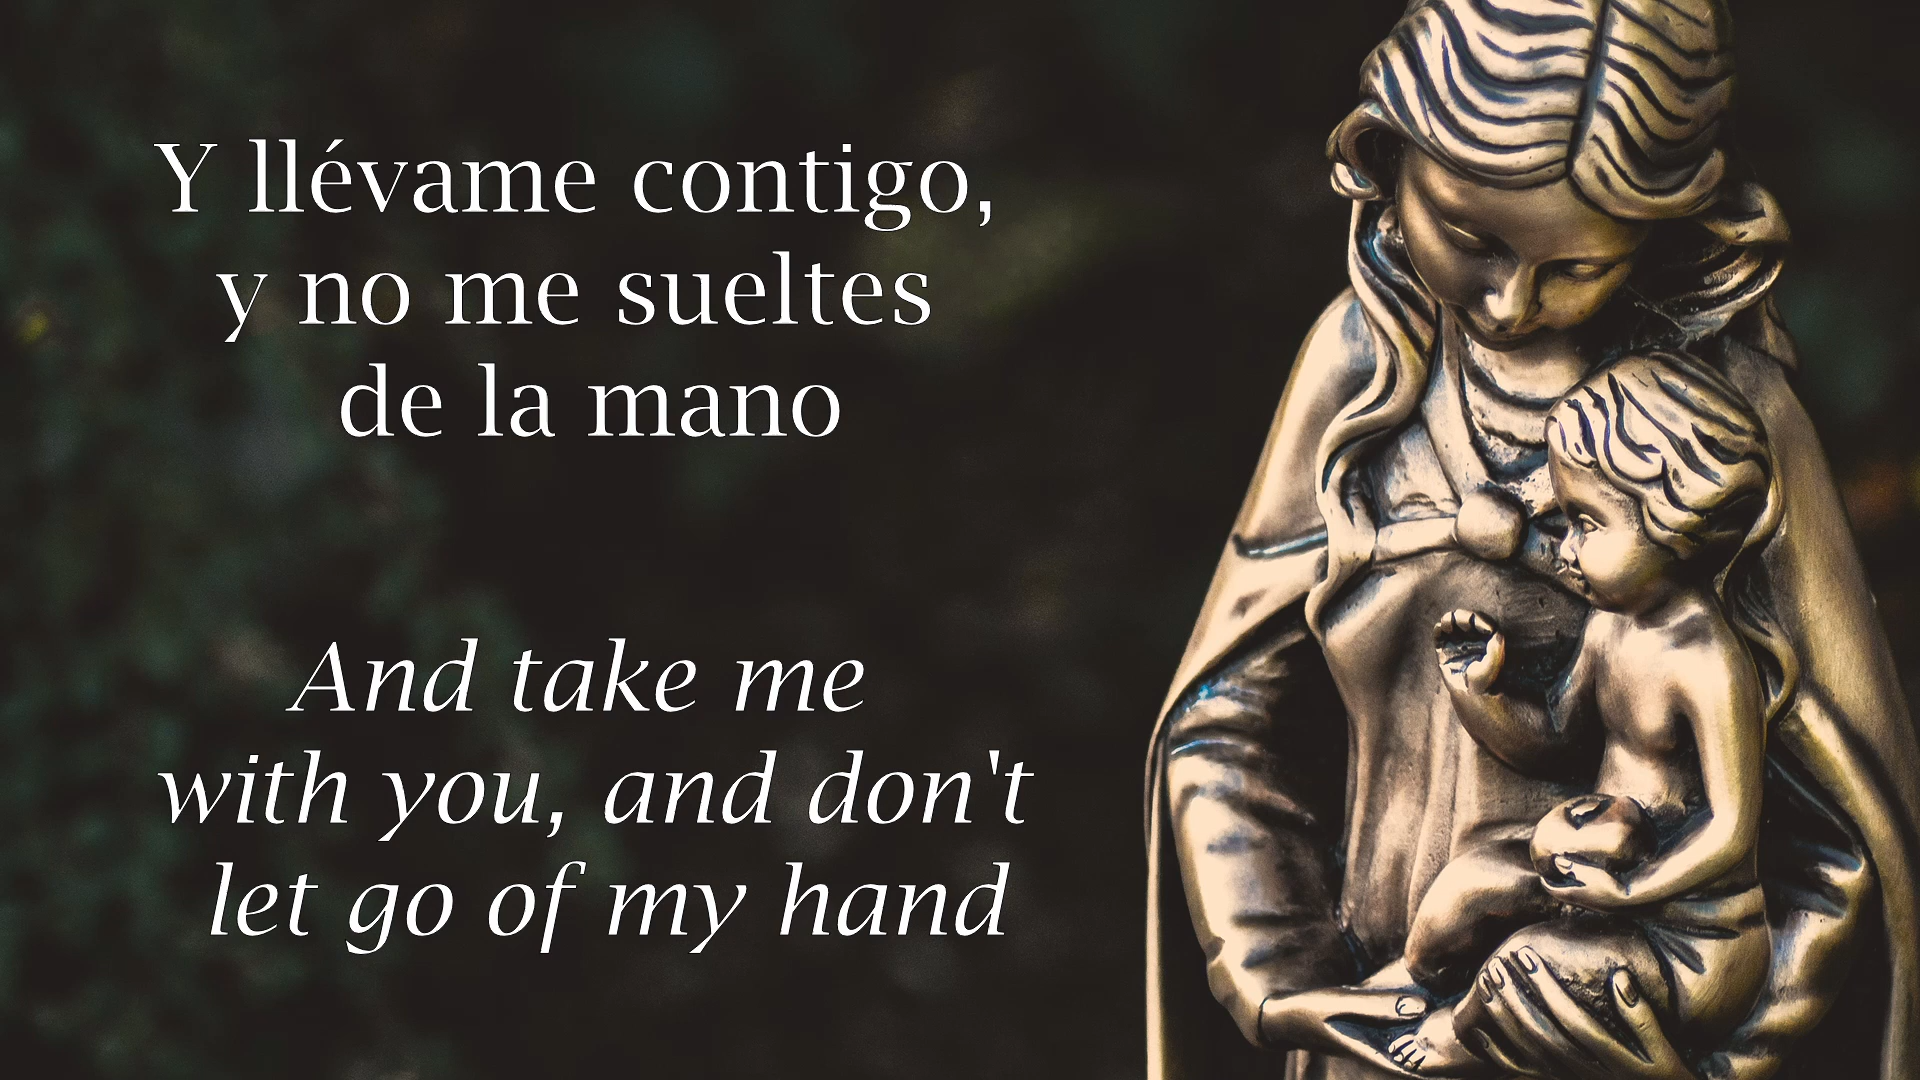 Y llévame contigo,
y no me sueltes
de la mano
And take me
with you, and don't
let go of my hand